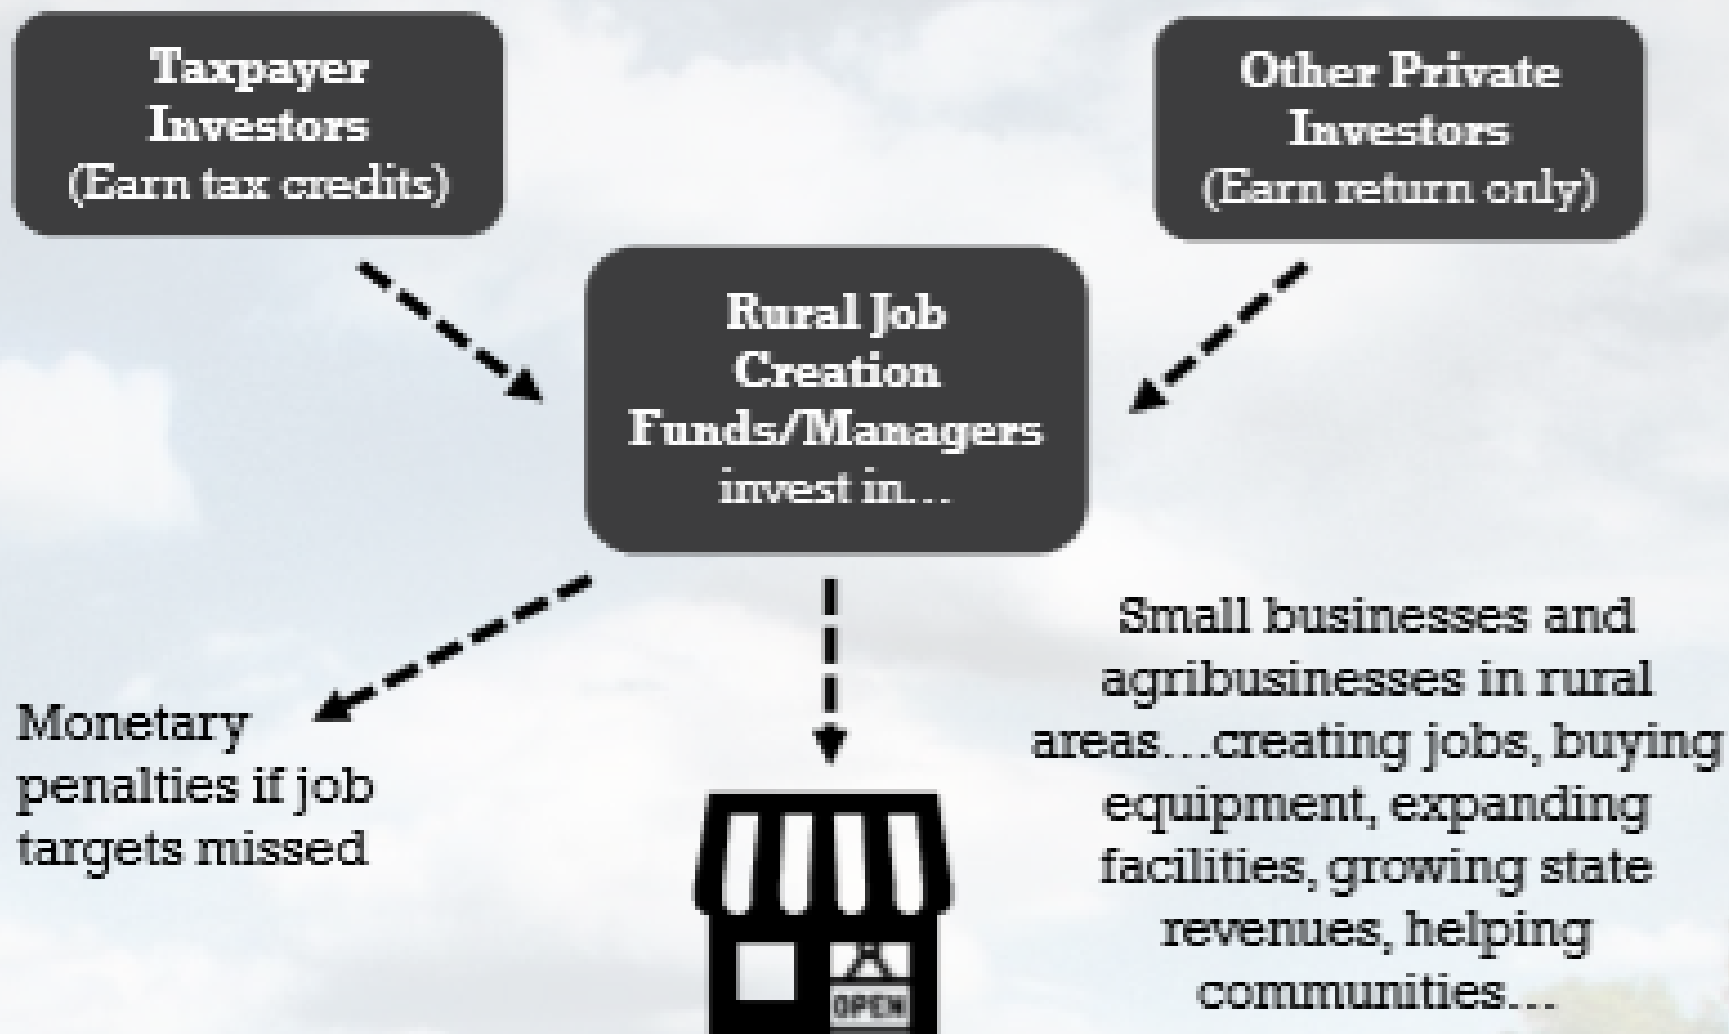 Taxpayer
Investors
(Earn tax credits)
Other Private
Investors
(Earn return only)
Rural Job
Creation
Funds/Managers
invest in...
Monetary
penalties if job
targets missed
Small businesses and
agribusinesses in rural
areas...creating jobs, buying
equipment, expanding
facilities, growing state
revenues, helping
communities...
OPEN